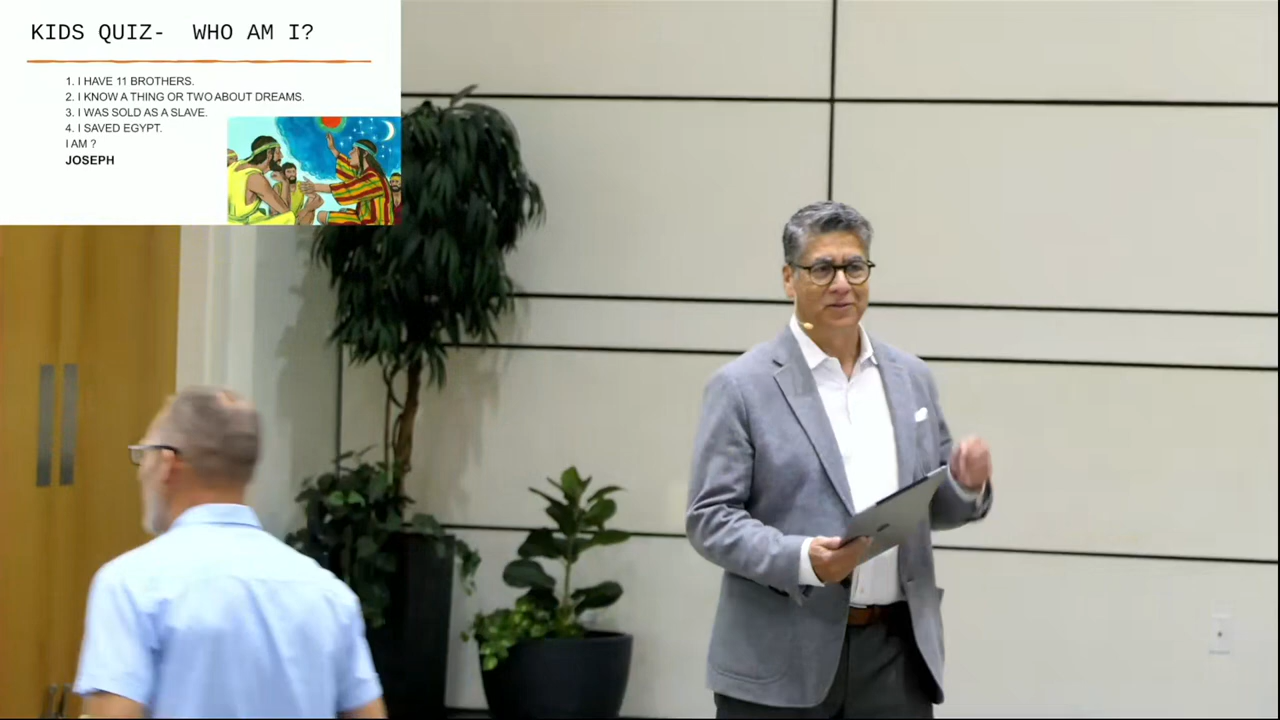 KIDS QUIZ-  WHO AM I?
1. I HAVE 11 BROTHERS.
2. I KNOW A THING OR TWO ABOUT DREAMS.
3. I WAS SOLD AS A SLAVE.
4. I SAVED EGYPT.
I AM ?
JOSEPH